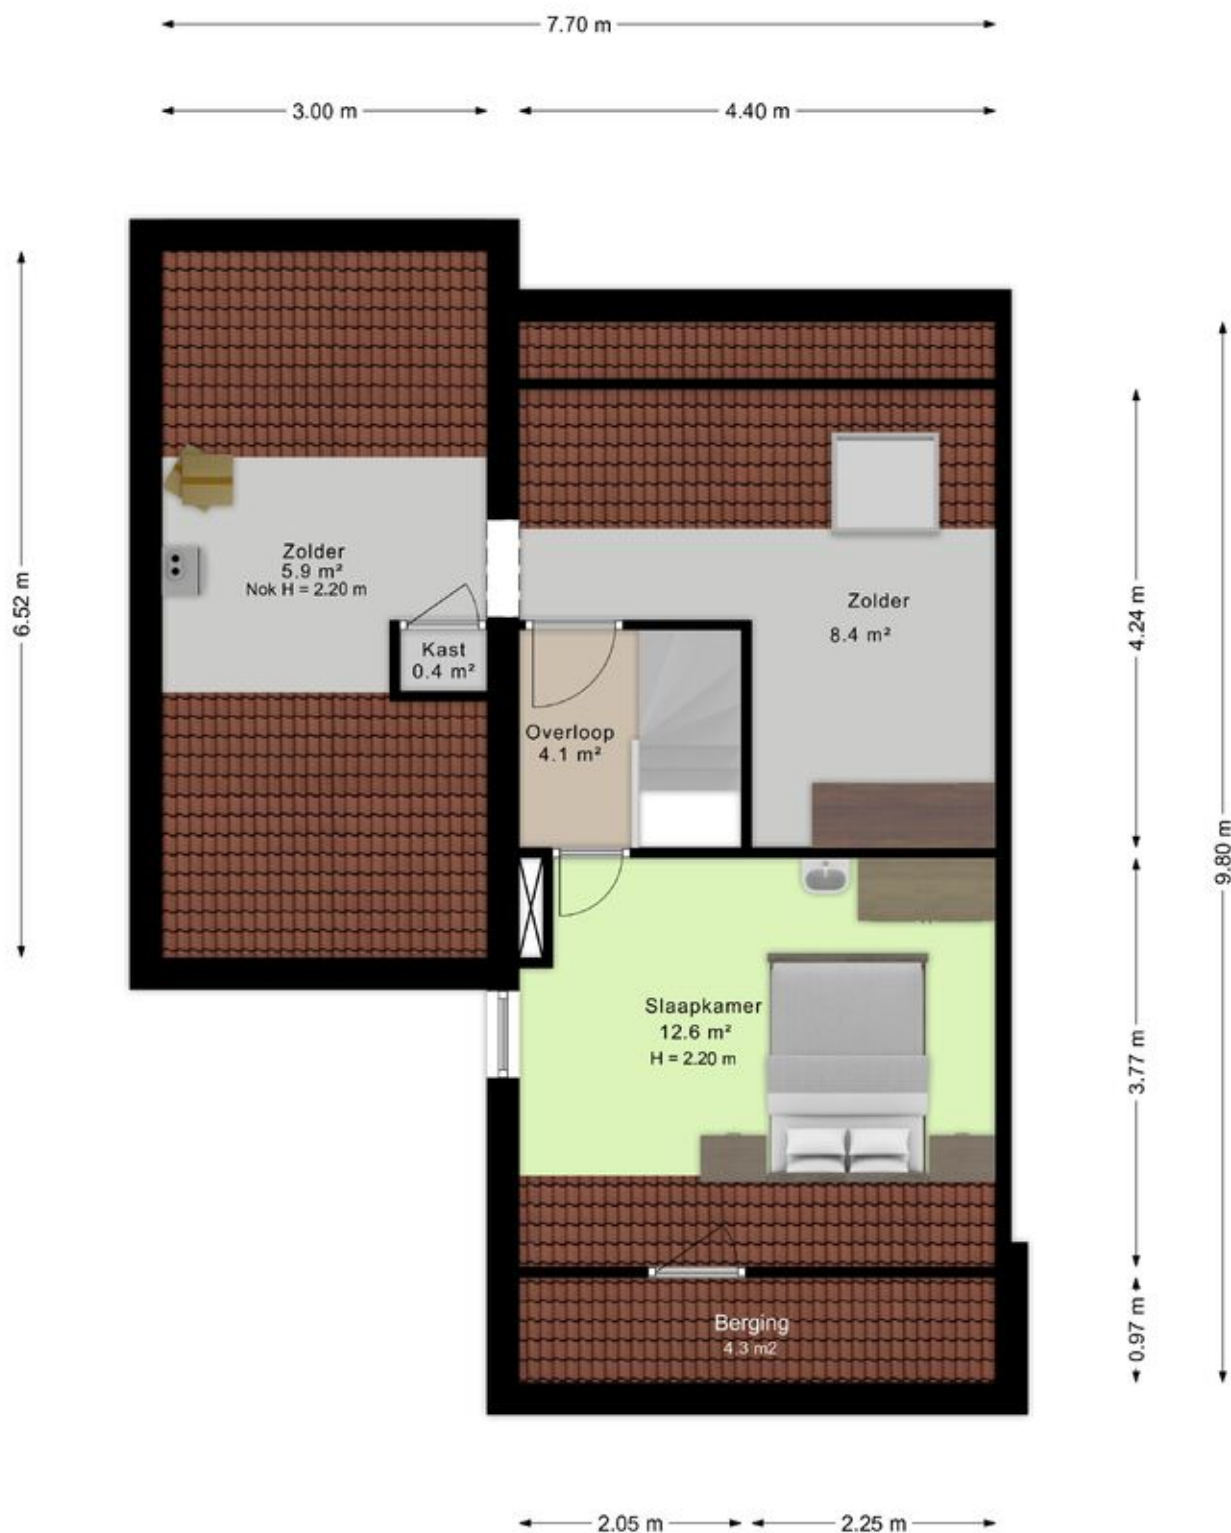 7.70 m
3.00 m
4.40 m
6.52 m
Zolder
5.9 m²
Nok H = 2.20 m
Kast
0.4 m²
Zolder
8.4 m²
Overloop
4.1 m²
4.24 m
9.80 m
Slaapkamer
12.6 m²
H = 2.20 m
3.77 m
Berging
4.3 m2
0.97 m
2.05 m
2.25 m